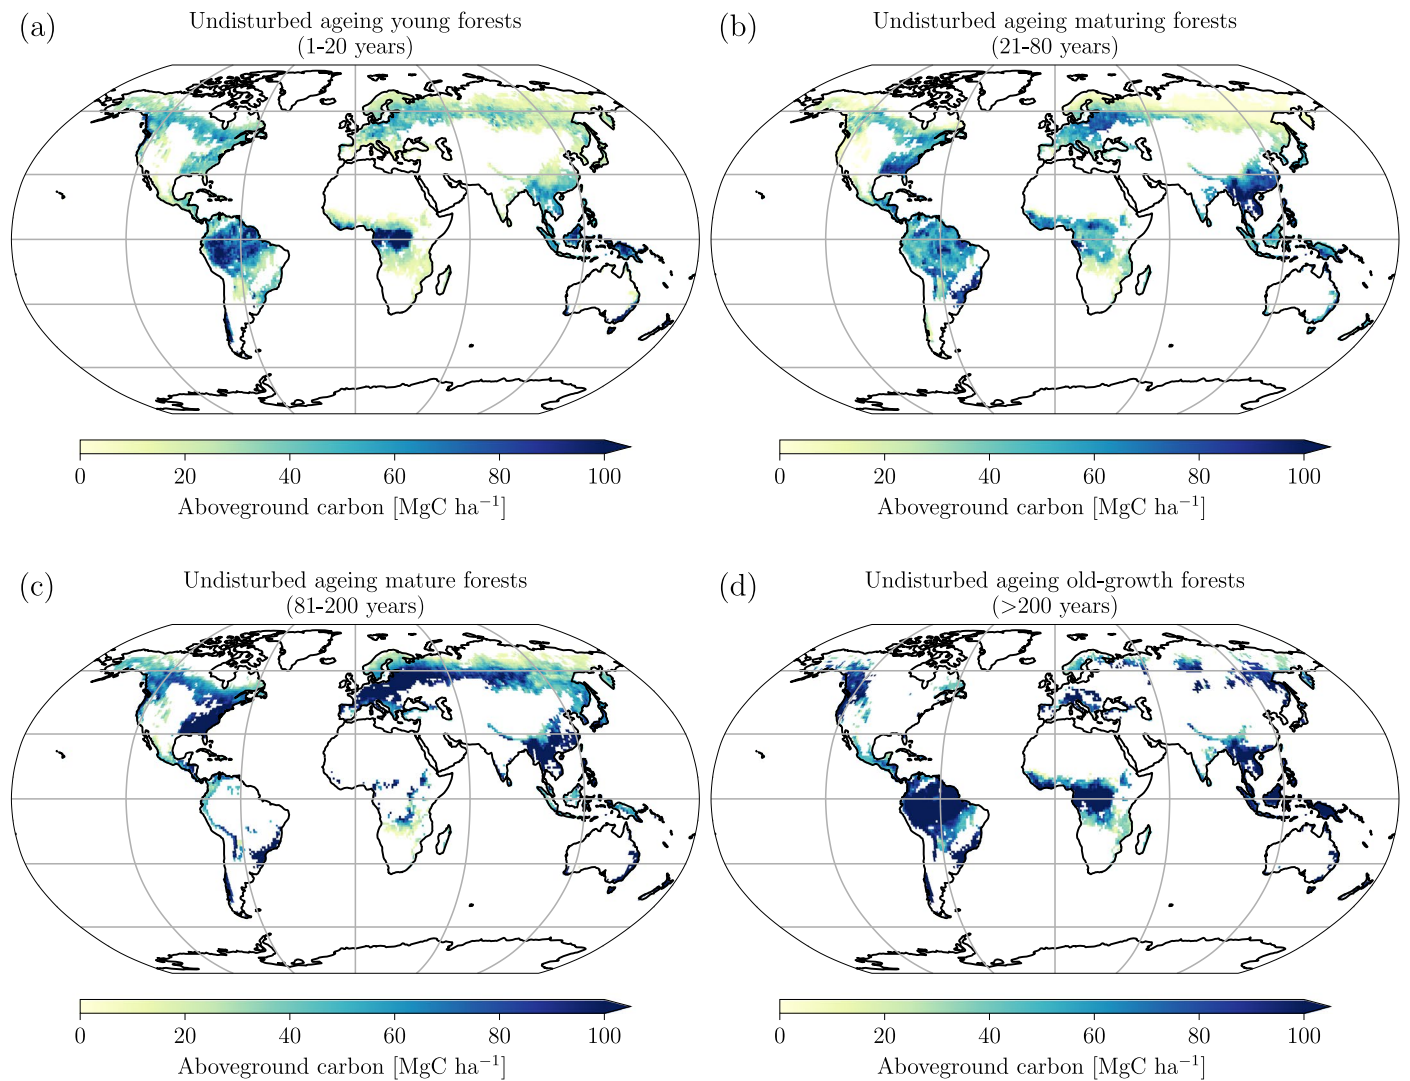 (a)
Undisturbed ageing young forests
(1-20 years)
0 20 40 60 80 100
Aboveground carbon [MgC ha⁻¹]
(b)
Undisturbed ageing maturing forests
(21-80 years)
0 20 40 60 80 100
Aboveground carbon [MgC ha⁻¹]
(c)
Undisturbed ageing mature forests
(81-200 years)
0 20 40 60 80 100
Aboveground carbon [MgC ha⁻¹]
(d)
Undisturbed ageing old-growth forests
(>200 years)
0 20 40 60 80 100
Aboveground carbon [MgC ha⁻¹]